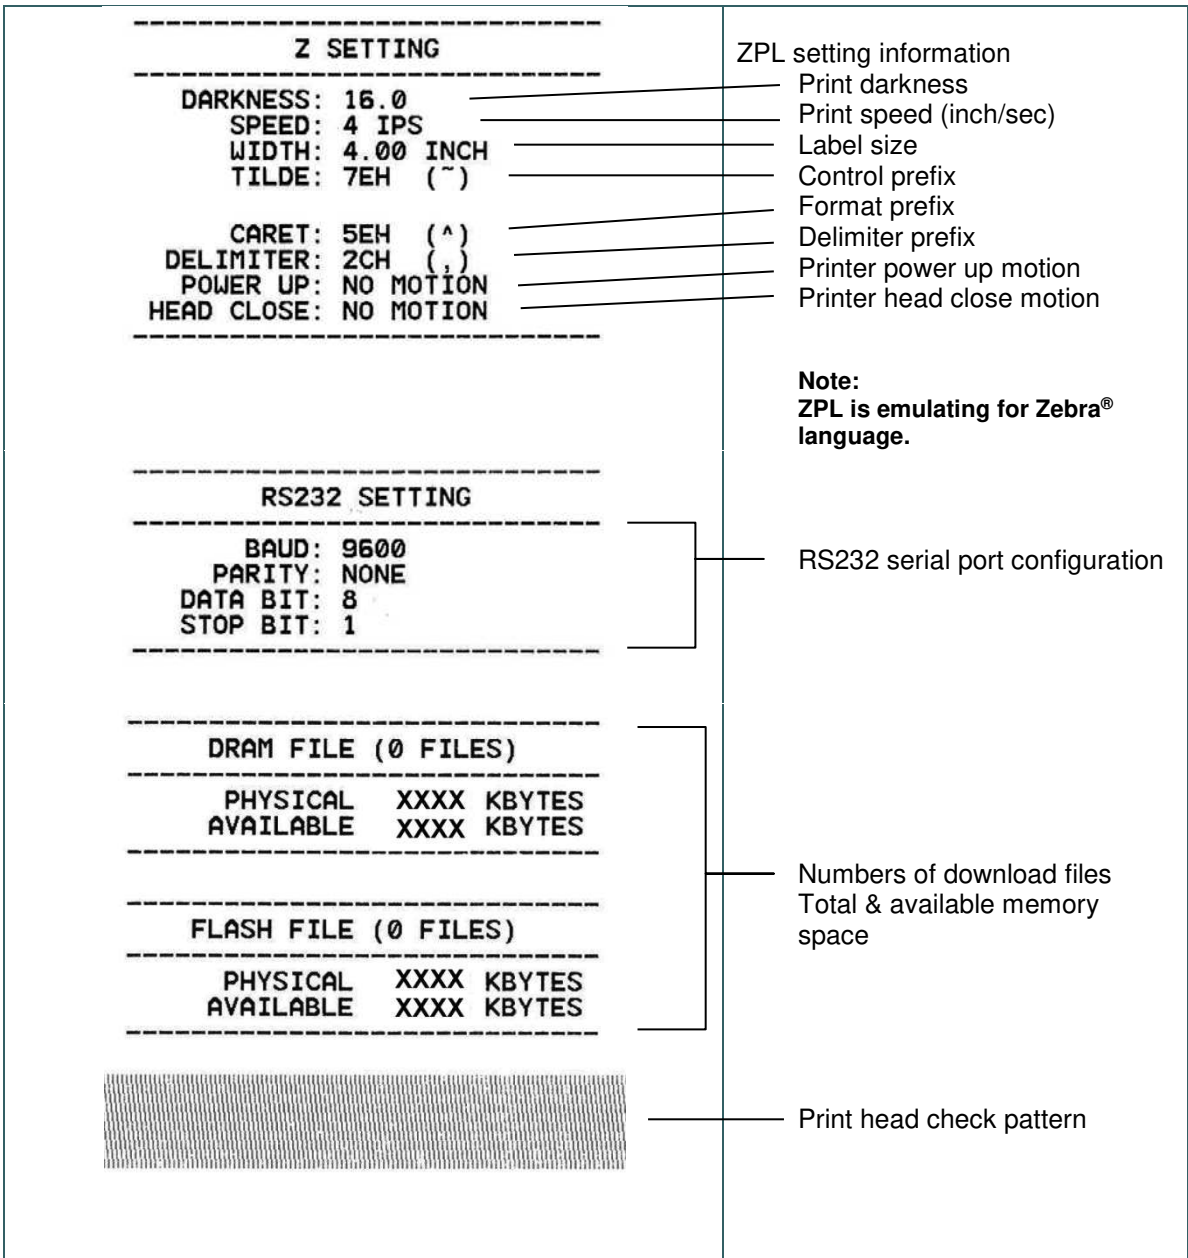 Z SETTING
DARKNESS: 16.0
SPEED: 4 IPS
WIDTH: 4.00 INCH
TILDE: 7EH (~)
CARET: 5EH (^)
DELIMITER: 2CH (,)
POWER UP: NO MOTION
HEAD CLOSE: NO MOTION
ZPL setting information
Print darkness
Print speed (inch/sec)
Label size
Control prefix
Format prefix
Delimiter prefix
Printer power up motion
Printer head close motion
Note:
ZPL is emulating for Zebra®
language.
RS232 SETTING
BAUD: 9600
PARITY: NONE
DATA BIT: 8
STOP BIT: 1
RS232 serial port configuration
DRAM FILE (0 FILES)
PHYSICAL XXXX KBYTES
AVAILABLE XXXX KBYTES
FLASH FILE (0 FILES)
PHYSICAL XXXX KBYTES
AVAILABLE XXXX KBYTES
Numbers of download files
Total & available memory
space
Print head check pattern